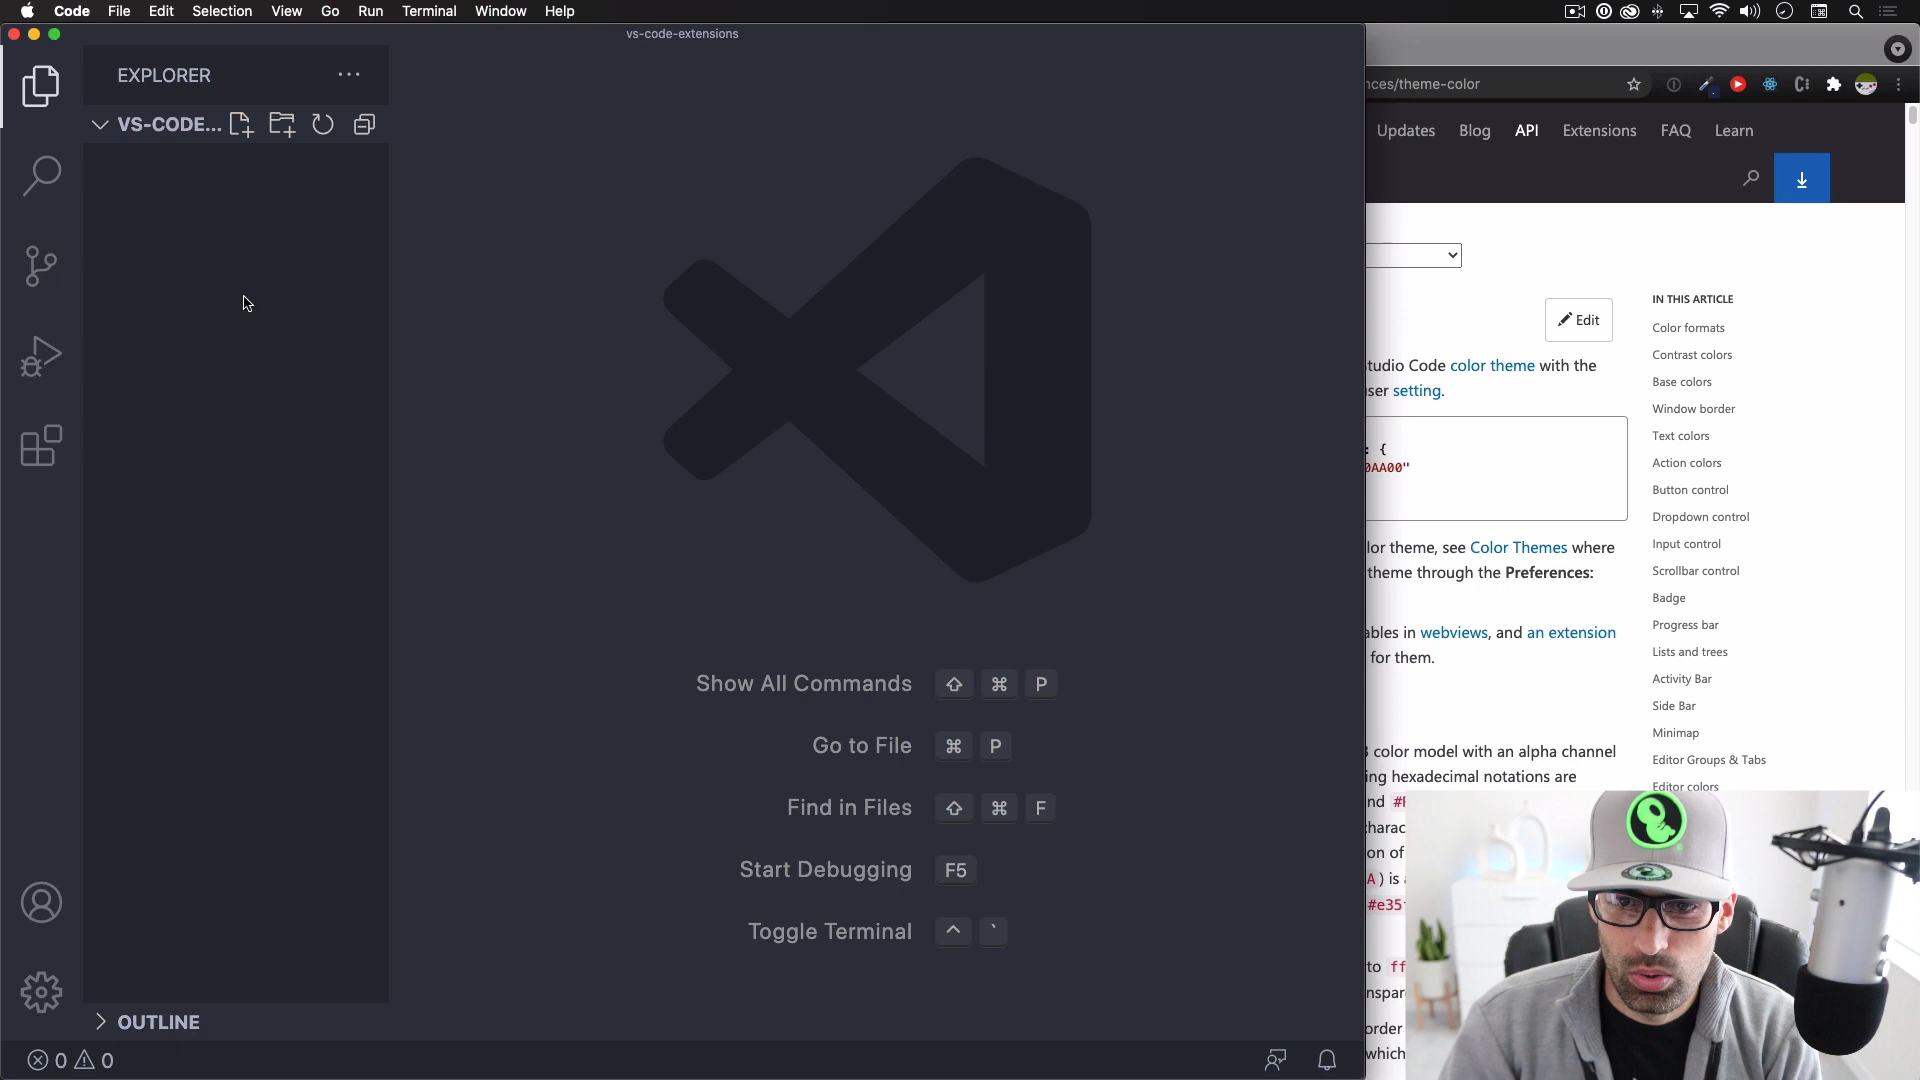 Code File Edit Selection View Go Run Terminal Window Help
vs-code-extensions
EXPLORER
VS-CODE...
Show All Commands ⇧ ⌘ P
Go to File ⌘ P
Find in Files ⇧ ⌘ F
Start Debugging F5
Toggle Terminal ^ `
OUTLINE
0 0
nces/theme-color
Updates Blog API Extensions FAQ Learn
Edit
tudio Code color theme with the
ser setting.
: {
0AA00"
lor theme, see Color Themes where
theme through the Preferences:
ables in webviews, and an extension
for them.
color model with an alpha channel
ing hexadecimal notations are
nd #
charac
on of
A ) is
#e35
to ff
nspar
order
which
IN THIS ARTICLE
Color formats
Contrast colors
Base colors
Window border
Text colors
Action colors
Button control
Dropdown control
Input control
Scrollbar control
Badge
Progress bar
Lists and trees
Activity Bar
Side Bar
Minimap
Editor Groups & Tabs
Editor colors